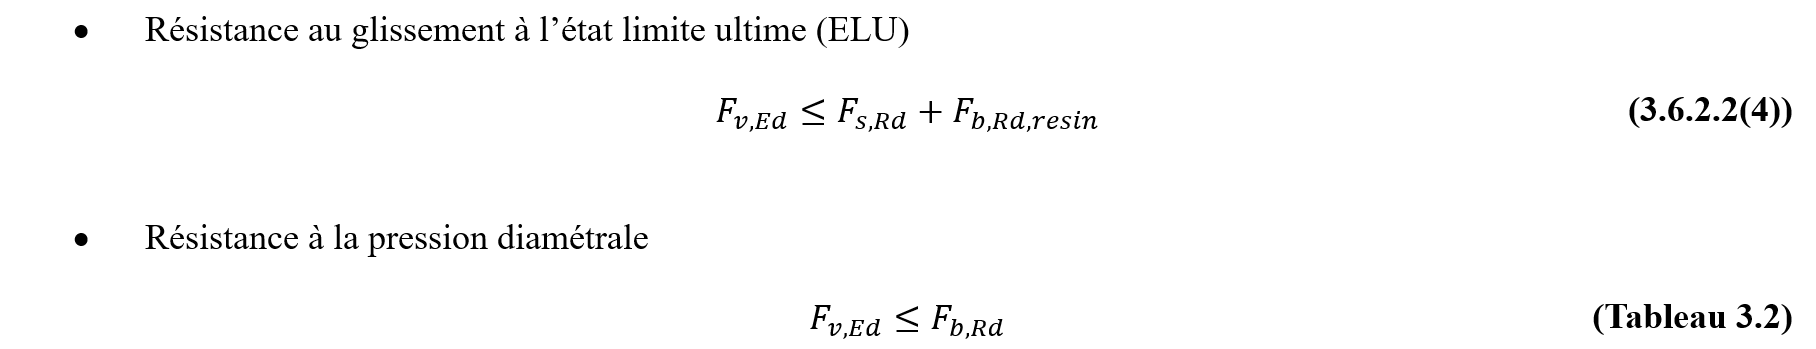 • Résistance au glissement à l’état limite ultime (ELU)
F_{v,Ed} ≤ F_{s,Rd} + F_{b,Rd,resin} (3.6.2.2(4))
• Résistance à la pression diamétrale
F_{v,Ed} ≤ F_{b,Rd} (Tableau 3.2)